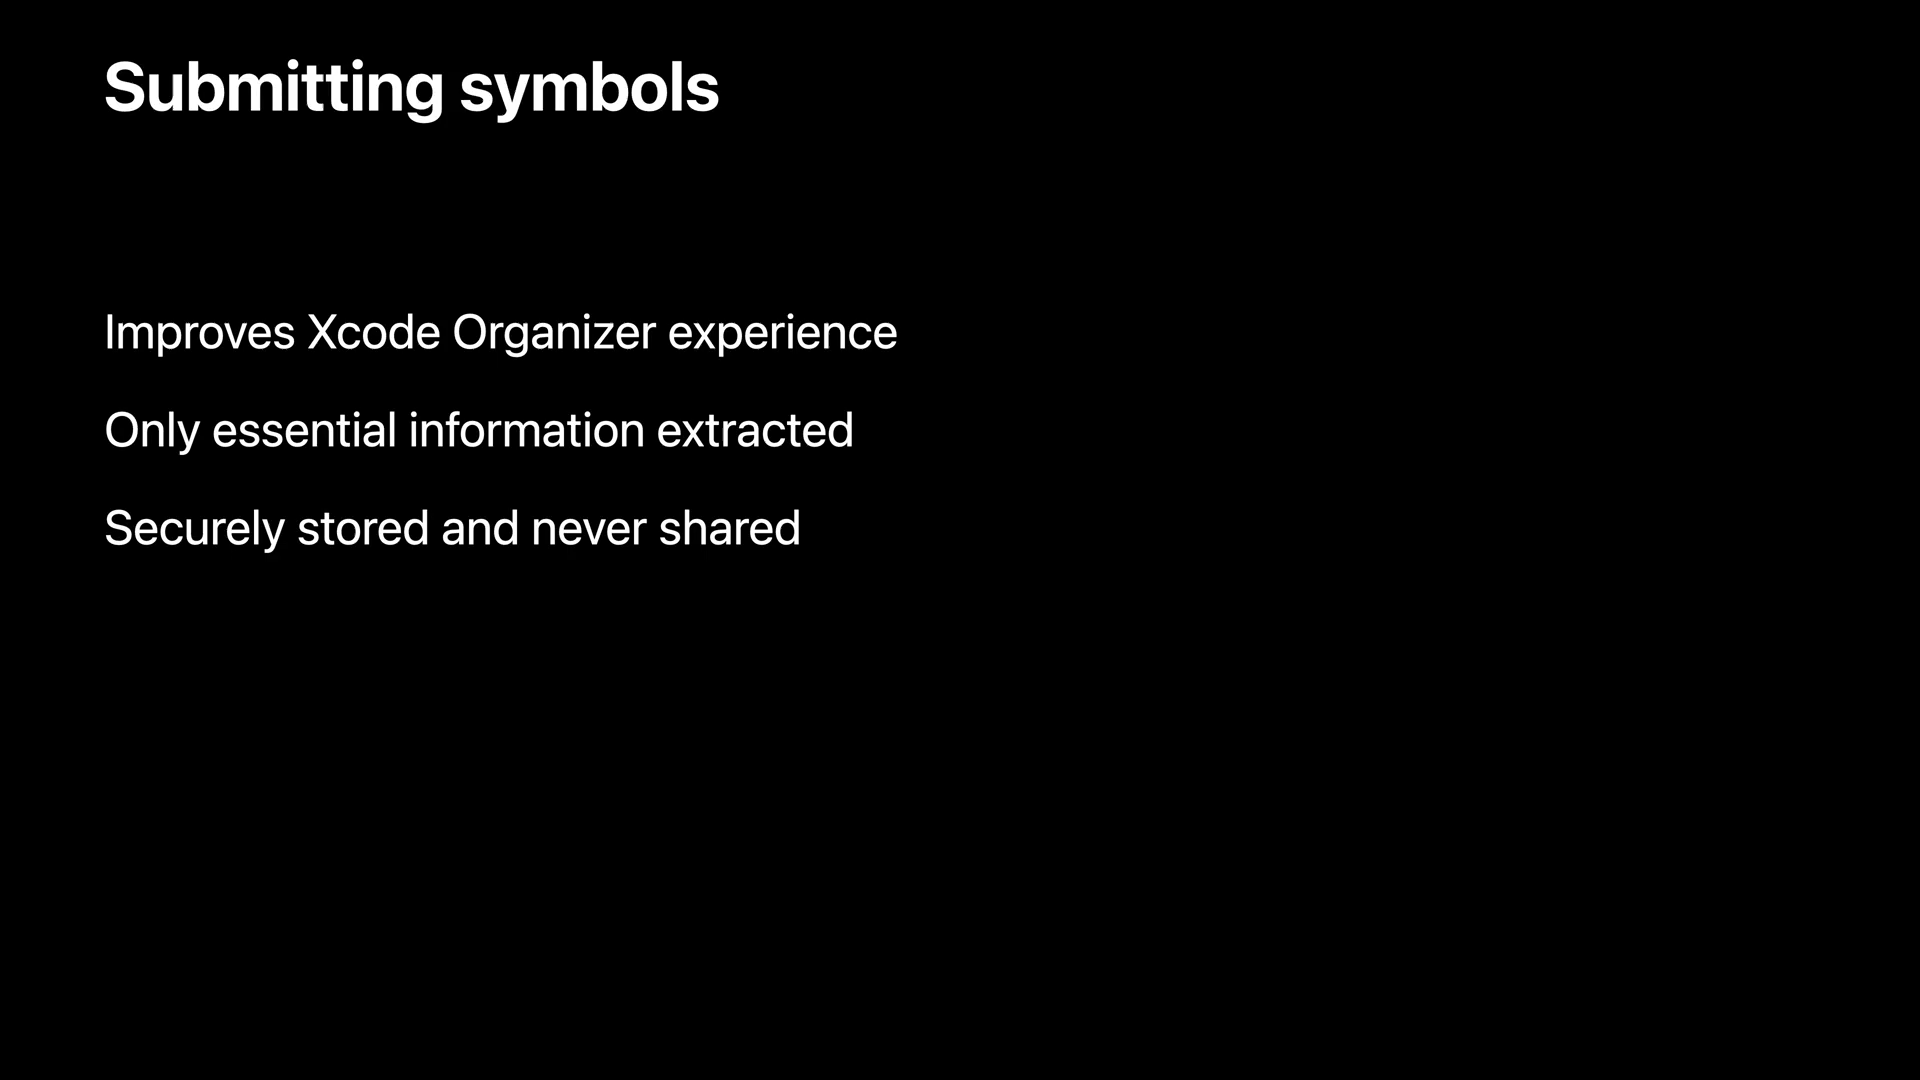 Submitting symbols
Improves Xcode Organizer experience
Only essential information extracted
Securely stored and never shared